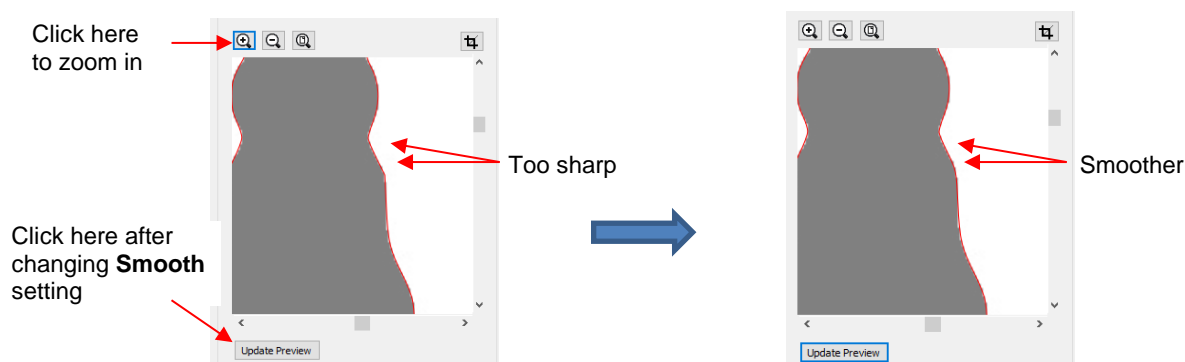 Click here
to zoom in
Too sharp
Smoother
Click here after
changing Smooth
setting
Update Preview
Update Preview